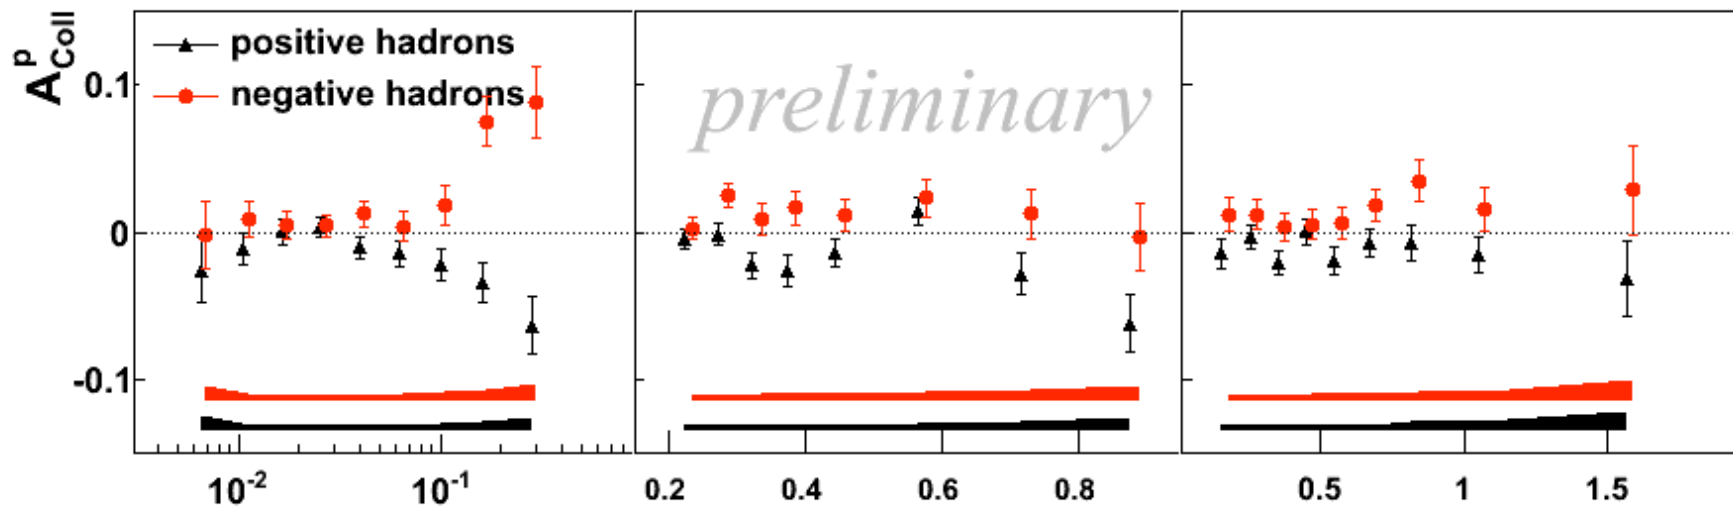 A^p_Coll
positive hadrons
negative hadrons
preliminary
0.1
0
-0.1
10^-2 10^-1 0.2 0.4 0.6 0.8 0.5 1 1.5